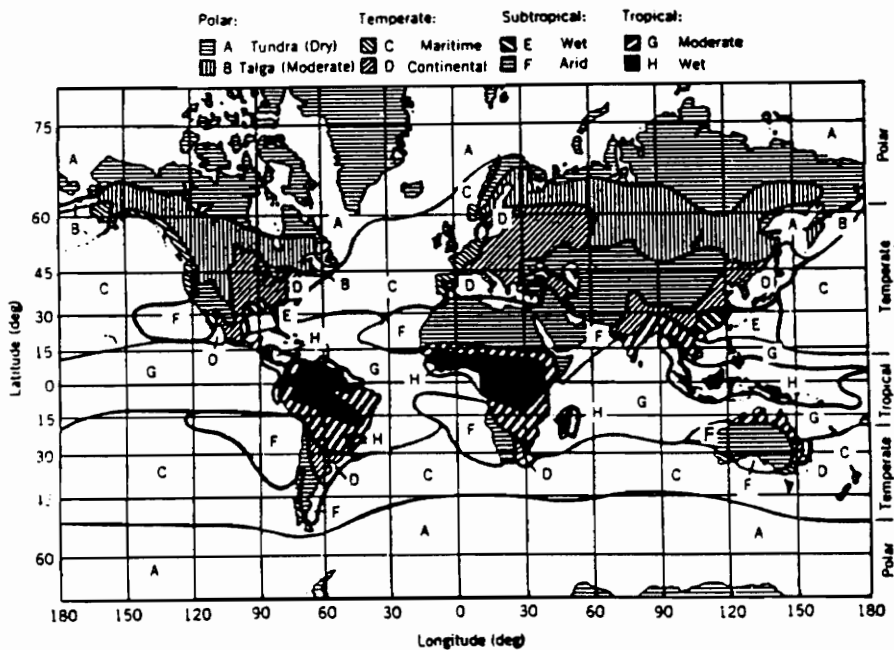 Polar: Temperate: Subtropical: Tropical:
A Tundra (Dry) C Maritime E Wet G Moderate
B Taiga (Moderate) D Continental F Arid H Wet
75
60
45
30
15
0
15
30
45
60
Latitude (deg)
A A A
C
D
B A A B
C D B C D D C
F E F F E
H
D G
G G H G H
H
F H F F G
C
C D C D C F D
F
A A
A
Polar
Temperate
Tropical
Temperate
Polar
180 150 120 90 60 30 0 30 60 90 120 150 180
Longitude (deg)